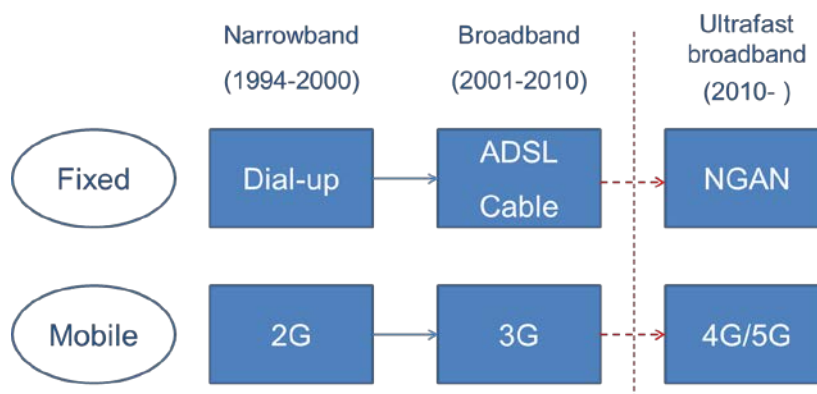 Narrowband
(1994-2000)
Broadband
(2001-2010)
Ultrafast
broadband
(2010- )
Fixed
Dial-up
ADSL
Cable
NGAN
Mobile
2G
3G
4G/5G